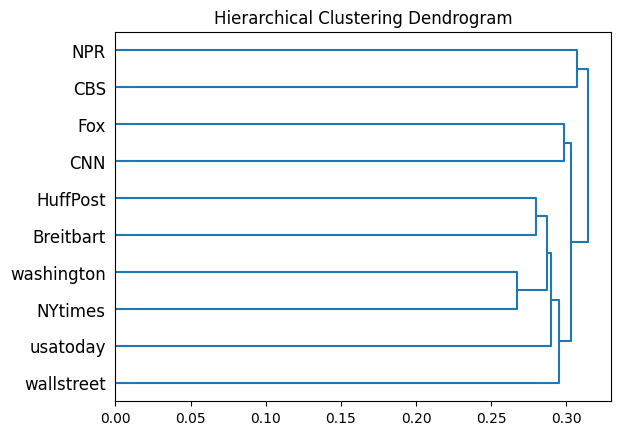 Hierarchical Clustering Dendrogram
NPR
CBS
Fox
CNN
HuffPost
Breitbart
washington
NYtimes
usatoday
wallstreet
0.00 0.05 0.10 0.15 0.20 0.25 0.30